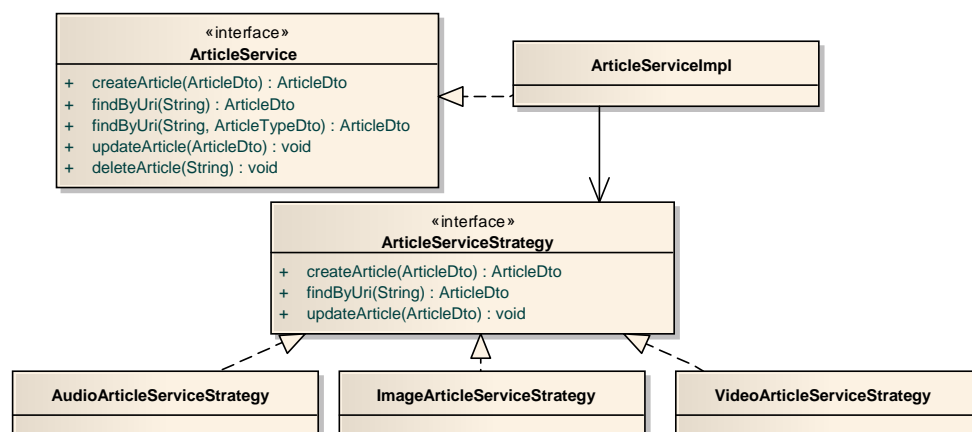 «interface»
ArticleService
+ createArticle(ArticleDto) : ArticleDto
+ findByUri(String) : ArticleDto
+ findByUri(String, ArticleTypeDto) : ArticleDto
+ updateArticle(ArticleDto) : void
+ deleteArticle(String) : void
ArticleServiceImpl
«interface»
ArticleServiceStrategy
+ createArticle(ArticleDto) : ArticleDto
+ findByUri(String) : ArticleDto
+ updateArticle(ArticleDto) : void
AudioArticleServiceStrategy
ImageArticleServiceStrategy
VideoArticleServiceStrategy